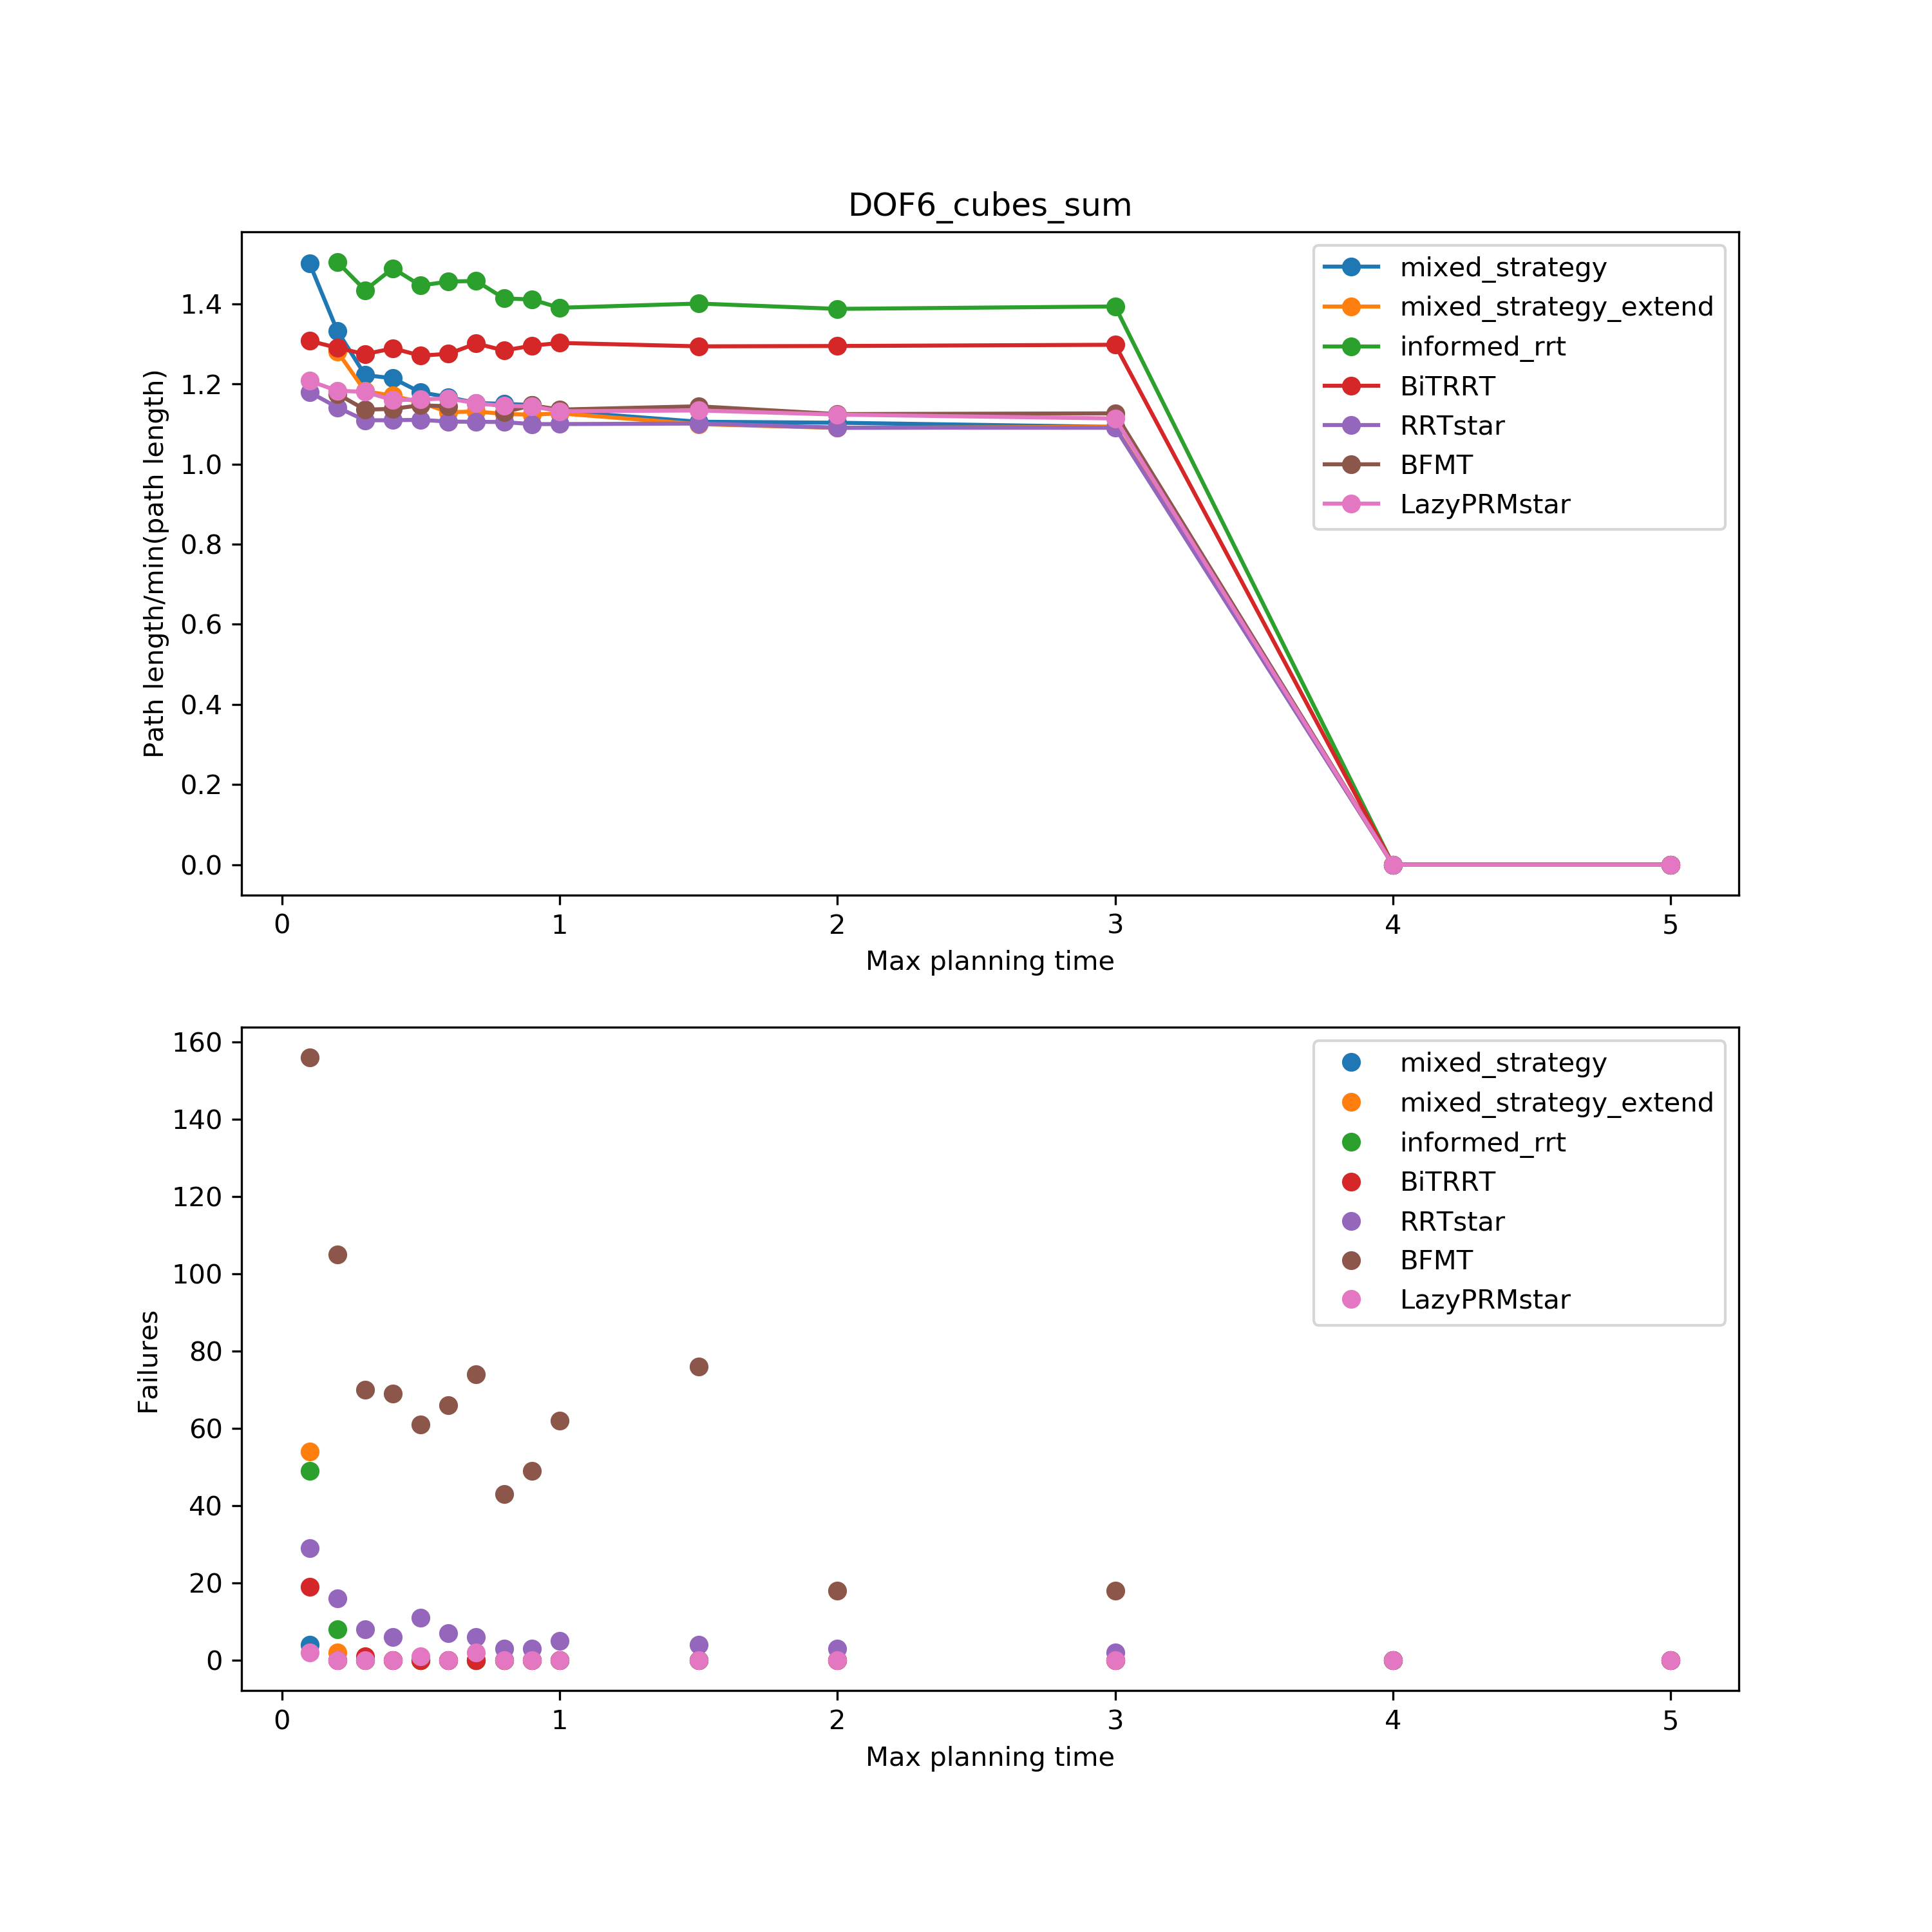 DOF6_cubes_sum
1.4
1.2
1.0
0.8
0.6
0.4
0.2
0.0
Path length/min(path length)
mixed_strategy
mixed_strategy_extend
informed_rrt
BiTRRT
RRTstar
BFMT
LazyPRMstar
0 1 2 3 4 5
Max planning time
160
140
120
100
80
60
40
20
0
Failures
mixed_strategy
mixed_strategy_extend
informed_rrt
BiTRRT
RRTstar
BFMT
LazyPRMstar
0 1 2 3 4 5
Max planning time